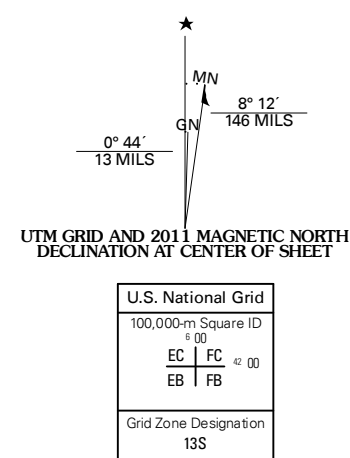 ★
MN
8° 12´
146 MILS
GN
0° 44´
13 MILS
UTM GRID AND 2011 MAGNETIC NORTH
DECLINATION AT CENTER OF SHEET
U.S. National Grid
100,000-m Square ID
6 00
EC FC 42 00
EB FB
Grid Zone Designation
13S